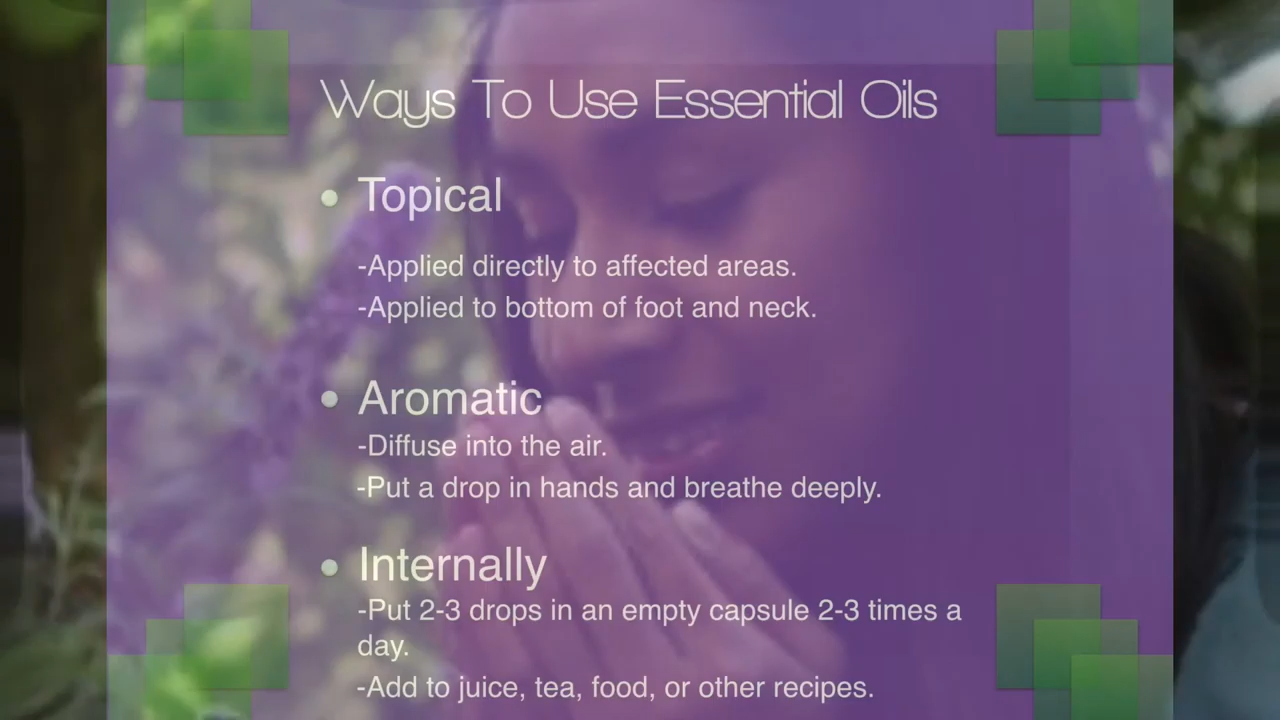 Ways To Use Essential Oils
• Topical
-Applied directly to affected areas.
-Applied to bottom of foot and neck.
• Aromatic
-Diffuse into the air.
-Put a drop in hands and breathe deeply.
• Internally
-Put 2-3 drops in an empty capsule 2-3 times a
day.
-Add to juice, tea, food, or other recipes.